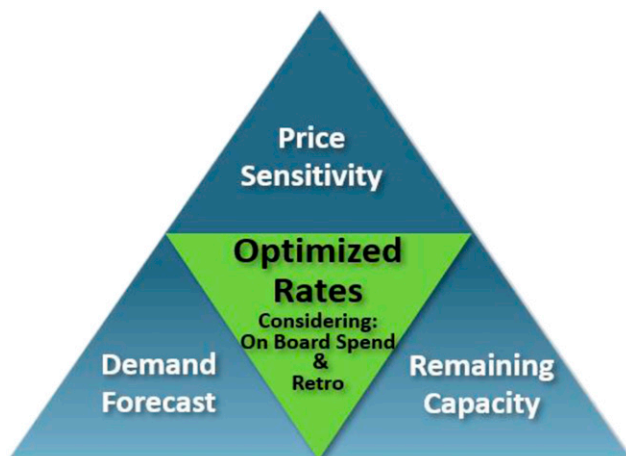 Price
Sensitivity
Optimized
Rates
Considering:
On Board Spend
&
Retro
Demand
Forecast
Remaining
Capacity